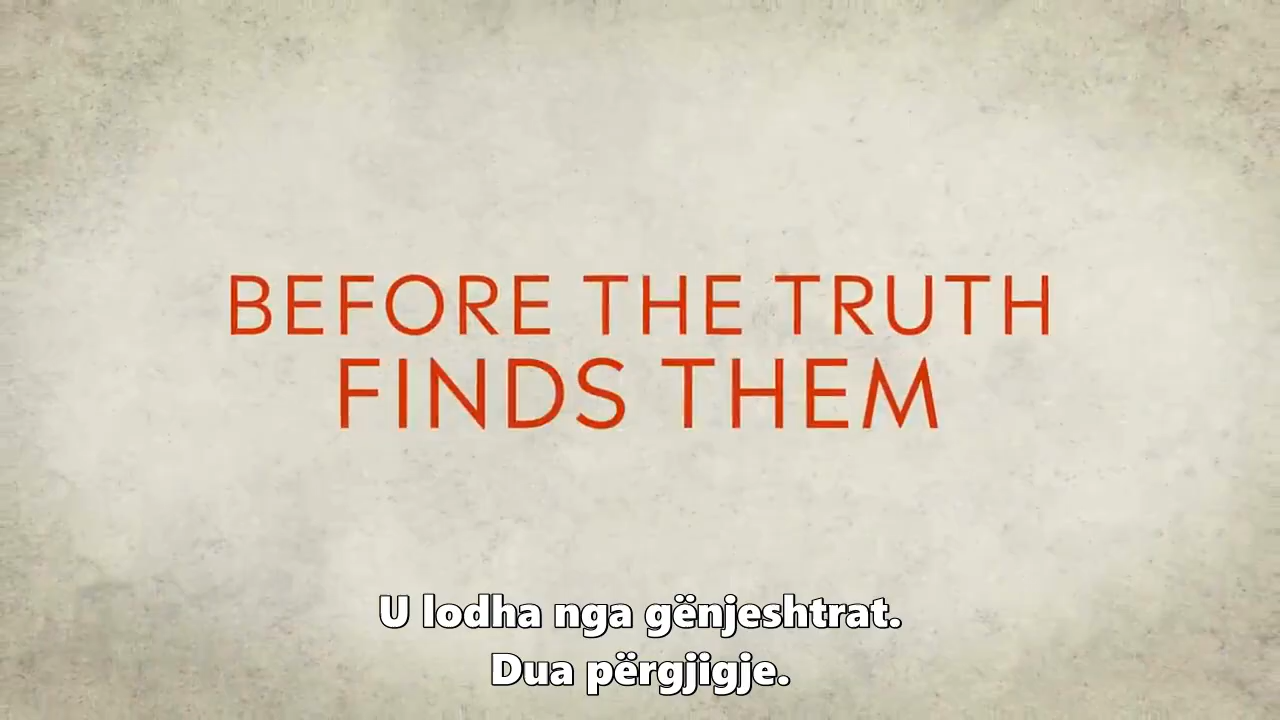 BEFORE THE TRUTH
FINDS THEM
U lodha nga gënjeshtrat.
Dua përgjigje.